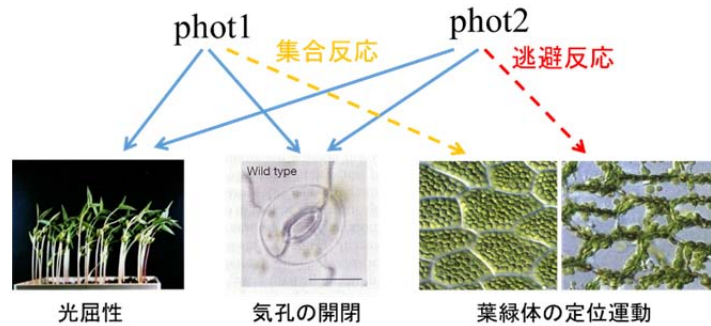 phot1
phot2
集合反応
逃避反応
Wild type
光屈性
気孔の開閉
葉緑体の定位運動